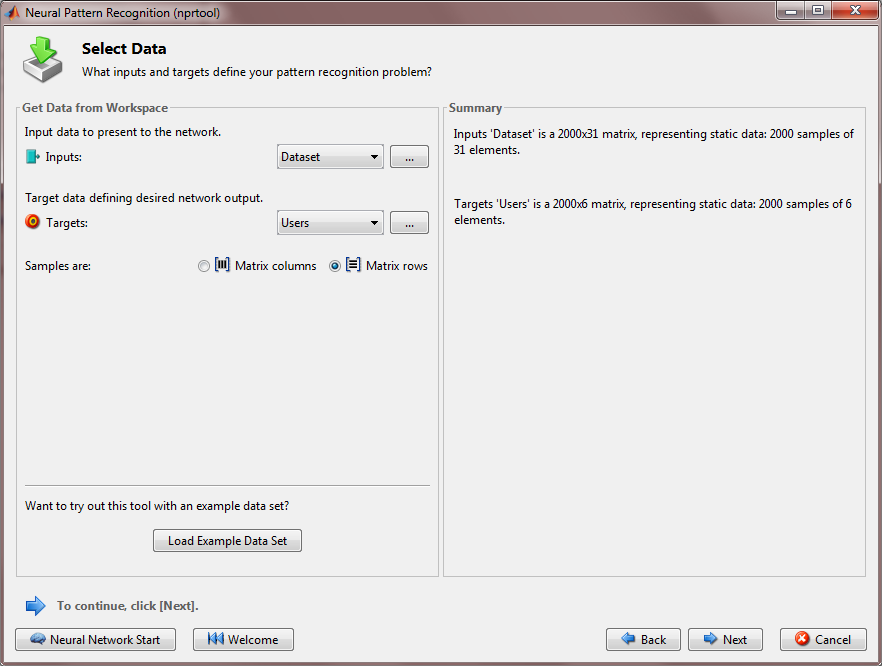 Neural Pattern Recognition (nprtool)
Select Data
What inputs and targets define your pattern recognition problem?
Get Data from Workspace
Input data to present to the network.
Inputs:
Dataset
...
Target data defining desired network output.
Targets:
Users
...
Samples are:
Matrix columns
Matrix rows
Want to try out this tool with an example data set?
Load Example Data Set
Summary
Inputs 'Dataset' is a 2000x31 matrix, representing static data: 2000 samples of
31 elements.
Targets 'Users' is a 2000x6 matrix, representing static data: 2000 samples of 6
elements.
To continue, click [Next].
Neural Network Start
Welcome
Back
Next
Cancel